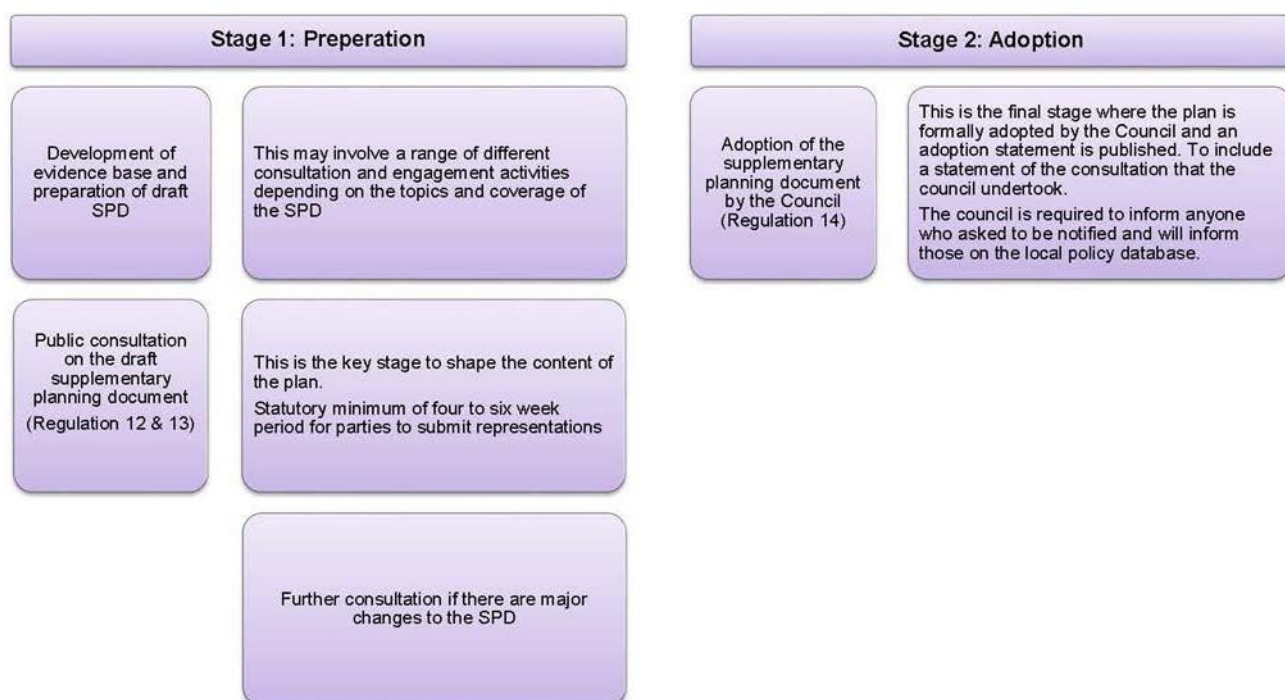 Stage 1: Preperation
Development of
evidence base and
preparation of draft
SPD
This may involve a range of different
consultation and engagement activities
depending on the topics and coverage of
the SPD
Public consultation
on the draft
supplementary
planning document
(Regulation 12 & 13)
This is the key stage to shape the content of
the plan.
Statutory minimum of four to six week
period for parties to submit representations
Further consultation if there are major
changes to the SPD
Stage 2: Adoption
Adoption of the
supplementary
planning document
by the Council
(Regulation 14)
This is the final stage where the plan is
formally adopted by the Council and an
adoption statement is published. To include
a statement of the consultation that the
council undertook.
The council is required to inform anyone
who asked to be notified and will inform
those on the local policy database.